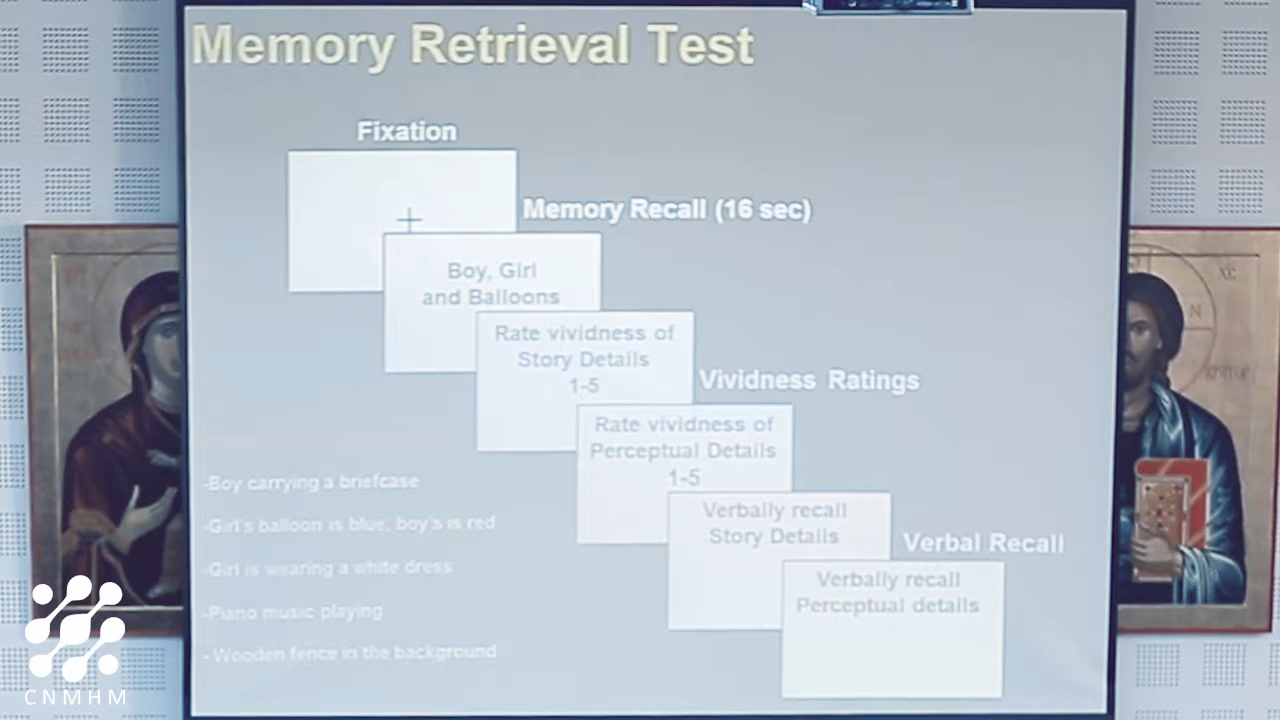 Memory Retrieval Test
Fixation
Memory Recall (16 sec)
Boy, Girl
and Balloons
Rate vividness of
Story Details
1-5
Vividness Ratings
Rate vividness of
Perceptual Details
1-5
-Boy carrying a briefcase
Verbally recall
Story Details
-Girl's balloon is blue, boy's is red
Verbal Recall
-Girl is wearing a white dress
Verbally recall
Perceptual details
-Piano music playing
- Wooden fence in the background
CNMHM